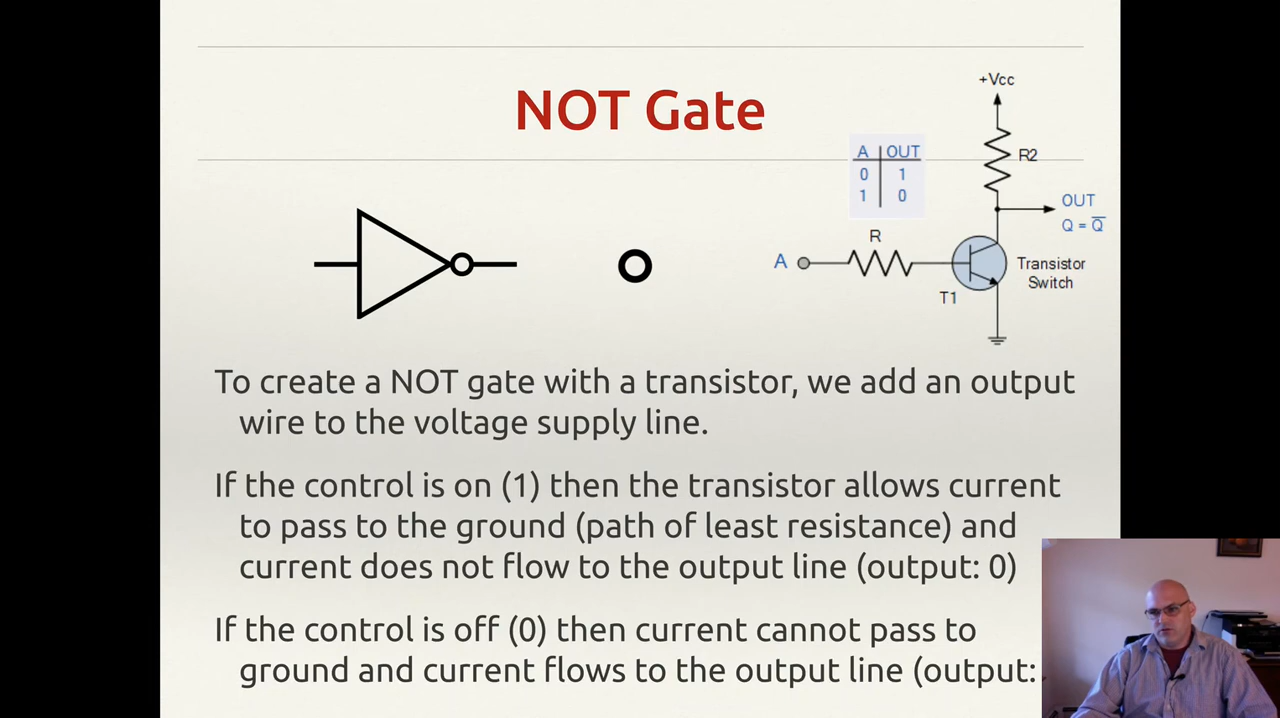 NOT Gate
+Vcc
R2
A OUT
0 1
1 0
OUT
Q = Q̅
R
A
Transistor
Switch
T1
To create a NOT gate with a transistor, we add an output
wire to the voltage supply line.
If the control is on (1) then the transistor allows current
to pass to the ground (path of least resistance) and
current does not flow to the output line (output: 0)
If the control is off (0) then current cannot pass to
ground and current flows to the output line (output: